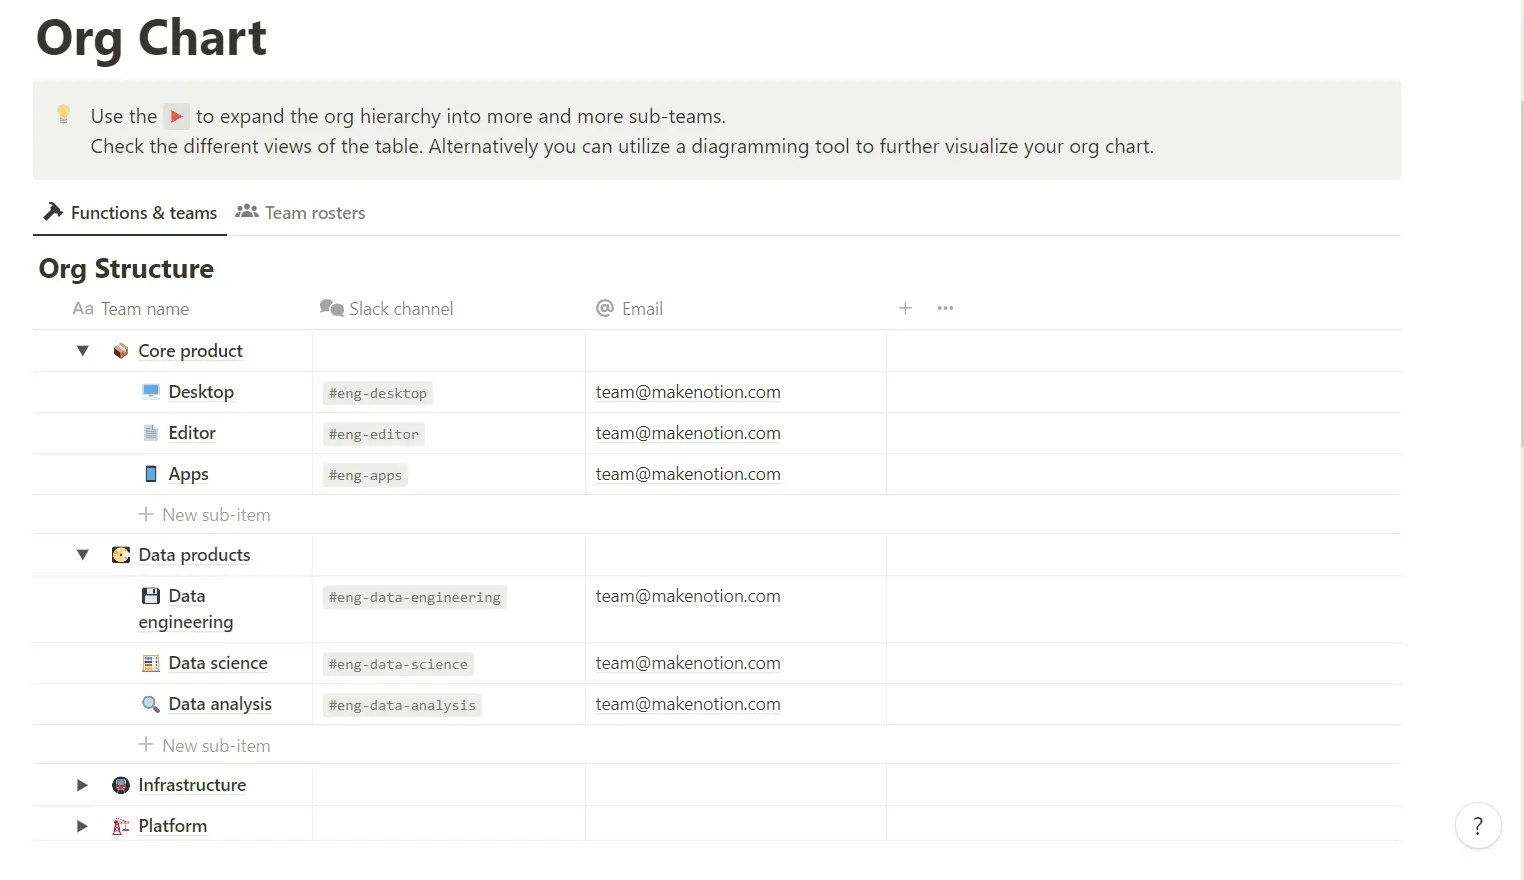 Org Chart
Use the ▶ to expand the org hierarchy into more and more sub-teams.
Check the different views of the table. Alternatively you can utilize a diagramming tool to further visualize your org chart.
Functions & teams Team rosters
Org Structure
Aa Team name Slack channel @ Email + •••
▼ Core product
Desktop #eng-desktop team@makenotion.com
Editor #eng-editor team@makenotion.com
Apps #eng-apps team@makenotion.com
+ New sub-item
▼ Data products
Data #eng-data-engineering team@makenotion.com
engineering
Data science #eng-data-science team@makenotion.com
Data analysis #eng-data-analysis team@makenotion.com
+ New sub-item
▶ Infrastructure
▶ Platform
?